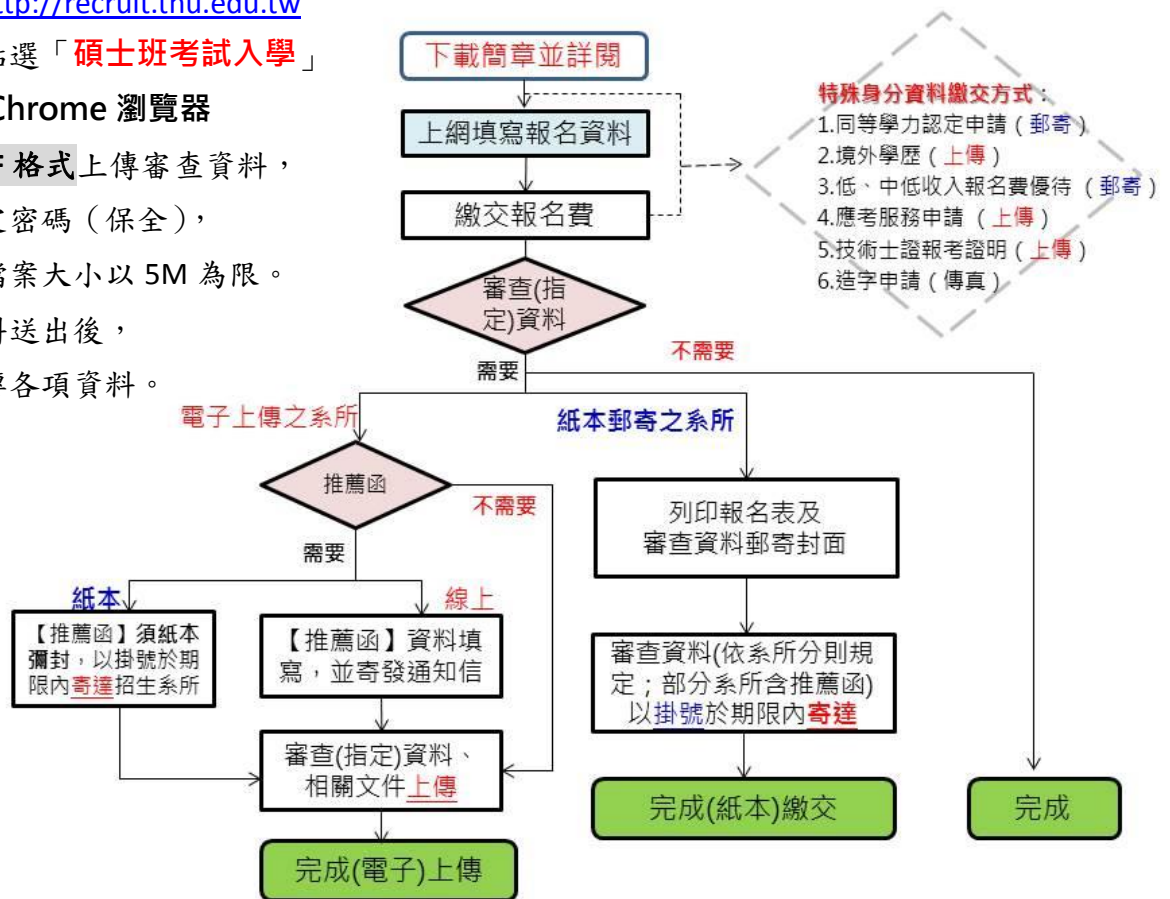 ttp://recruit.thu.edu.tw
選「碩士班考試入學」
Chrome 瀏覽器
格式上傳審查資料，
密碼（保全），
檔案大小以 5M 為限。
送出後，
各項資料。
下載簡章並詳閱
上網填寫報名資料
繳交報名費
審查(指
定)資料
特殊身分資料繳交方式：
1.同等學力認定申請（郵寄）
2.境外學歷（上傳）
3.低、中低收入報名費優待（郵寄）
4.應考服務申請（上傳）
5.技術士證報考證明（上傳）
6.造字申請（傳真）
不需要
需要
電子上傳之系所
紙本郵寄之系所
推薦函
不需要
需要
列印報名表及
審查資料郵寄封面
紙本
線上
【推薦函】須紙本
彌封，以掛號於期
限內寄達招生系所
【推薦函】資料填
寫，並寄發通知信
審查資料(依系所分則規
定；部分系所含推薦函)
以掛號於期限內寄達
審查(指定)資料、
相關文件上傳
完成(紙本)繳交
完成
完成(電子)上傳